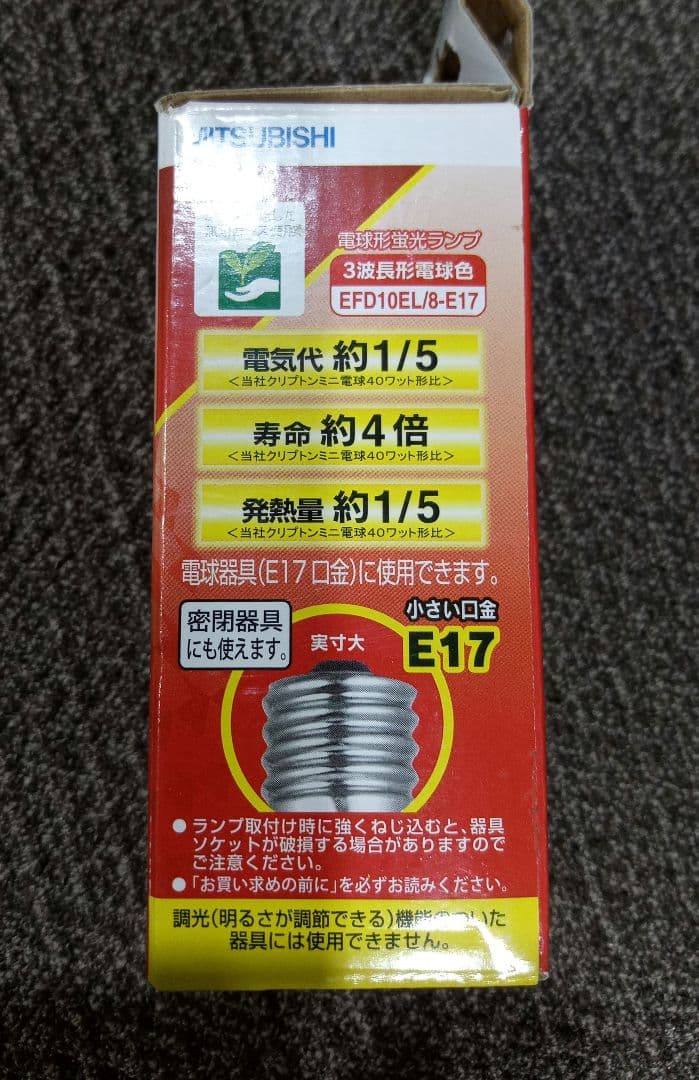 MITSUBISHI
電球形蛍光ランプ
3波長形電球色
EFD10EL/8-E17
電気代 約1/5
<当社クリプトンミニ電球40ワット形比>
寿命 約4倍
<当社クリプトンミニ電球40ワット形比>
発熱量 約1/5
<当社クリプトンミニ電球40ワット形比>
電球器具(E17口金)に使用できます。
密閉器具
にも使えます。
実寸大
小さい口金
E17
●ランプ取付け時に強くねじ込むと、器具
ソケットが破損する場合がありますので
ご注意ください。
●「お買い求めの前に」を必ずお読みください。
調光(明るさが調節できる)機能のついた
器具には使用できません。